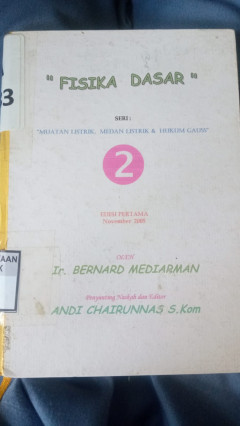 " FISIKA DASAR "
3
SERI :
"MUATAN LISTRIK, MEDAN LISTRIK & HUKUM GAUSS"
2
EDISI PERTAMA
November 2005
OLEH
Ir. BERNARD MEDIARMAN
Penyunting Naskah dan Editor
ANDI CHAIRUNNAS S.Kom